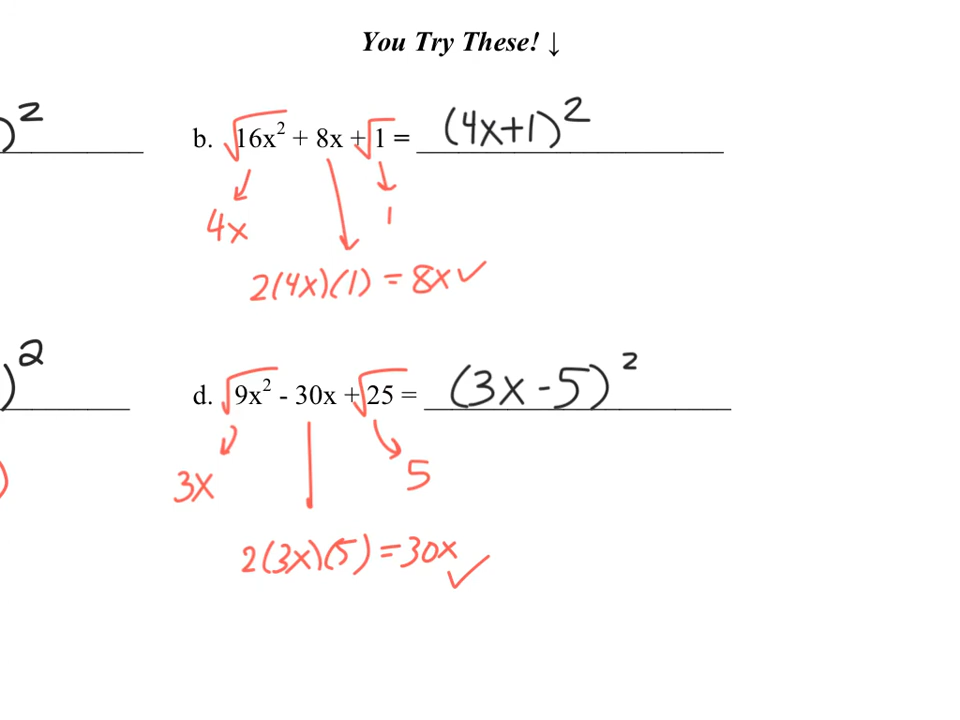 You Try These! ↓
)²
b. √16x² + 8x + √1 = (4x+1)²
4x
1
2(4x)(1) = 8x ✓
)²
d. √9x² - 30x + √25 = (3x-5)²
)
3x
5
2(3x)(5) = 30x ✓